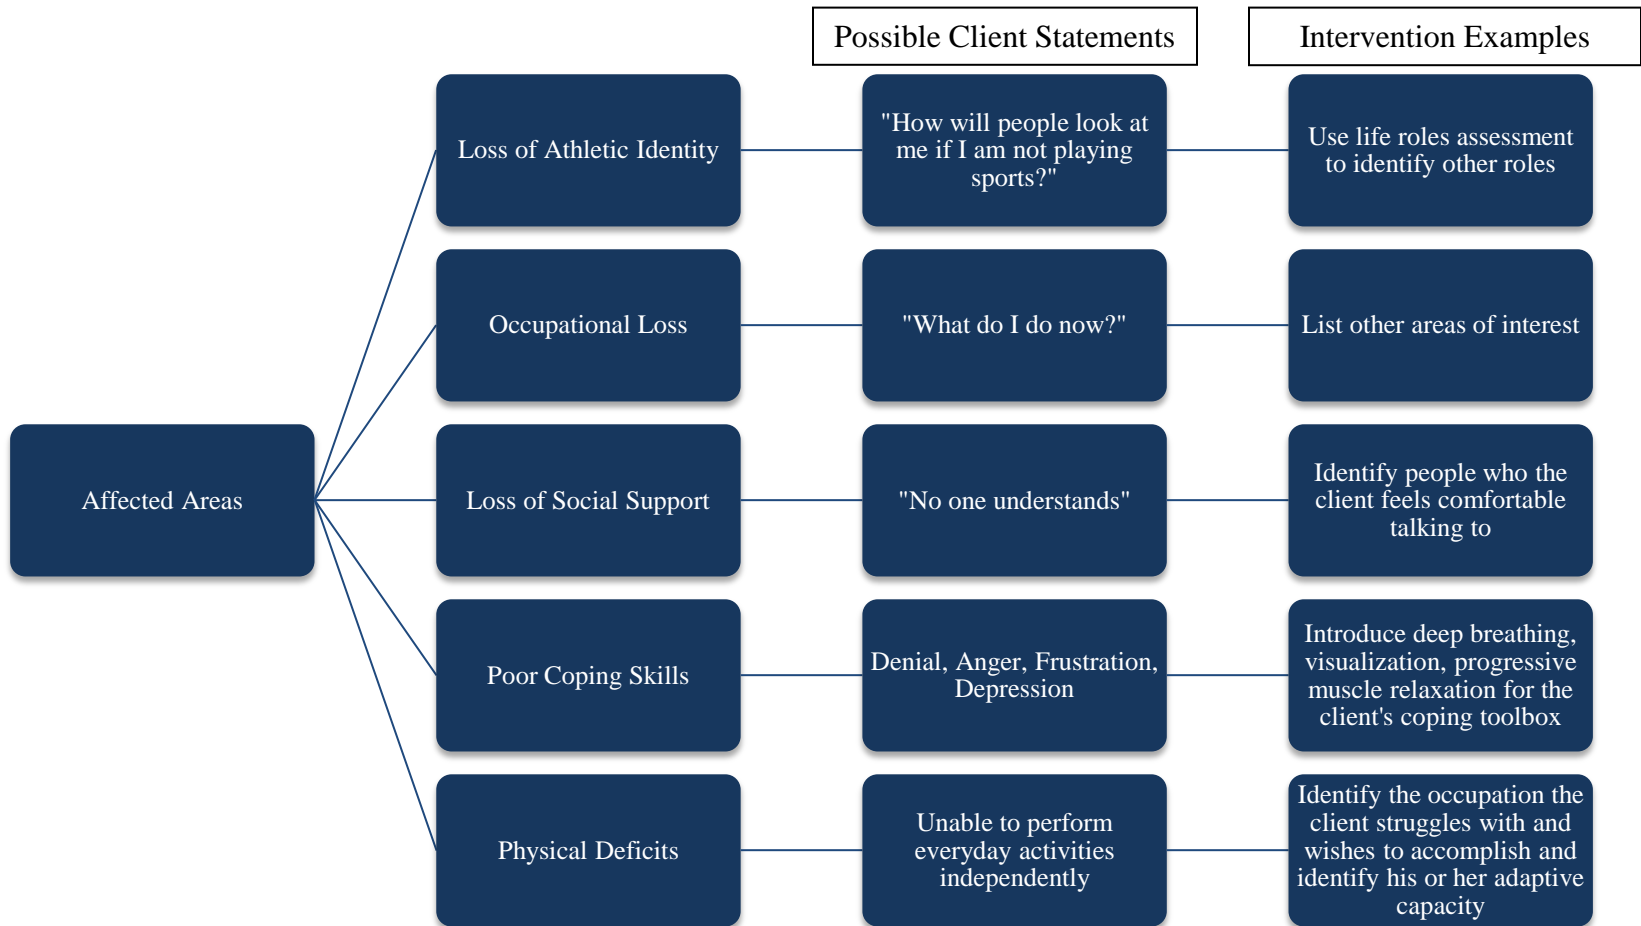 Possible Client Statements
Intervention Examples
Loss of Athletic Identity
"How will people look at
me if I am not playing
sports?"
Use life roles assessment
to identify other roles
Occupational Loss
"What do I do now?"
List other areas of interest
Affected Areas
Loss of Social Support
"No one understands"
Identify people who the
client feels comfortable
talking to
Poor Coping Skills
Denial, Anger, Frustration,
Depression
Introduce deep breathing,
visualization, progressive
muscle relaxation for the
client's coping toolbox
Physical Deficits
Unable to perform
everyday activities
independently
Identify the occupation the
client struggles with and
wishes to accomplish and
identify his or her adaptive
capacity